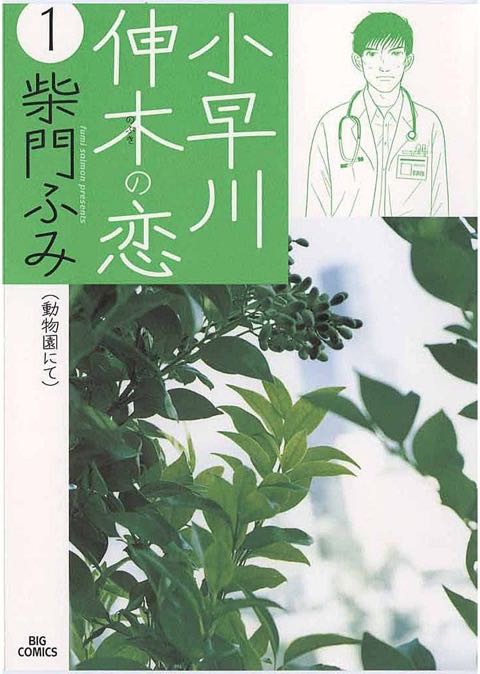 小早川
伸木の恋
のぶき
1
柴門ふみ
fumi saimon presents
(動物園にて)
BIG
COMICS